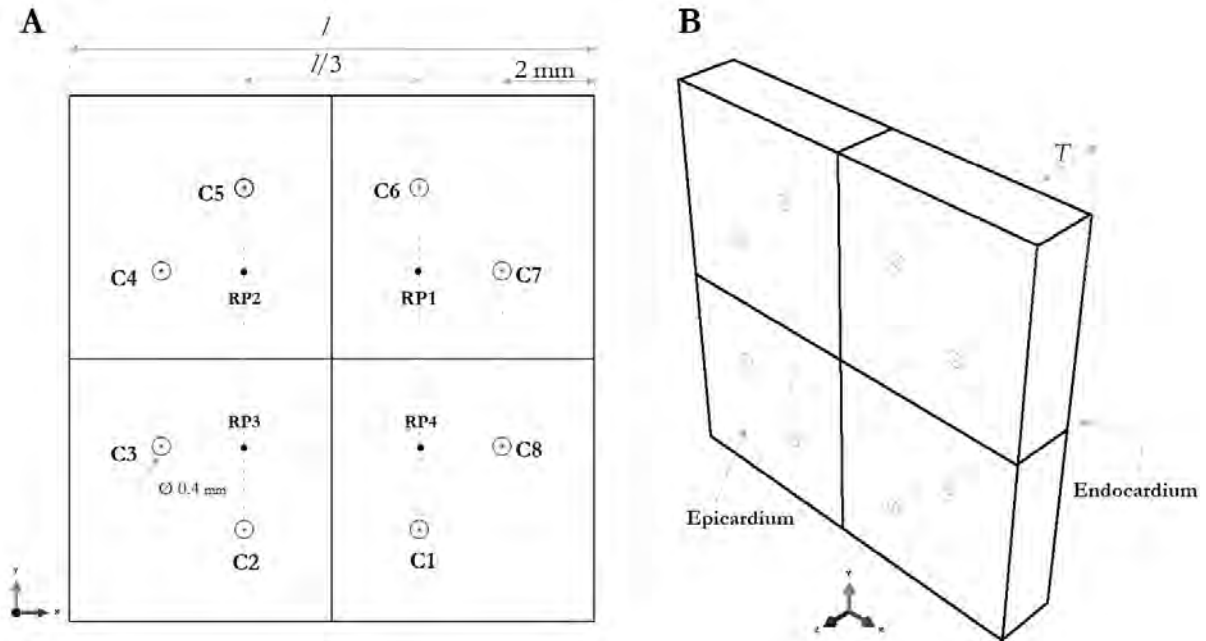 A
B
l
l/3
2 mm
T
C5
C6
C4
C7
RP2
RP1
RP3
RP4
C3
C8
Ø 0.4 mm
C2
C1
Epicardium
Endocardium
Y
X
Y
Z
X